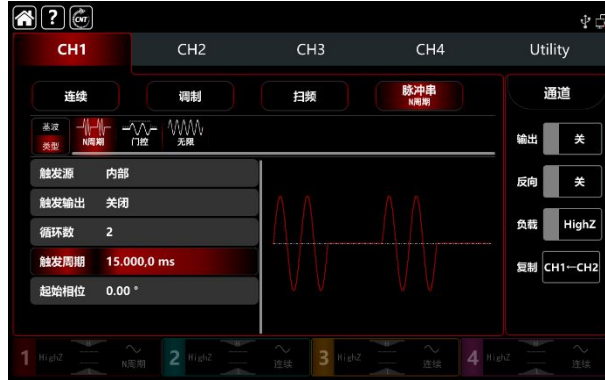 ? CNT
CH1 CH2 CH3 CH4 Utility
连续 调制 扫频 脉冲串 通道
N周期
基波
类型 N周期 门控 无限
输出 关
触发源 内部
反向 关
触发输出 关闭
循环数 2
负载 HighZ
触发周期 15.000,0 ms
复制 CH1←CH2
起始相位 0.00 °
1 HighZ N周期 2 HighZ 连续 3 HighZ 连续 4 HighZ 连续